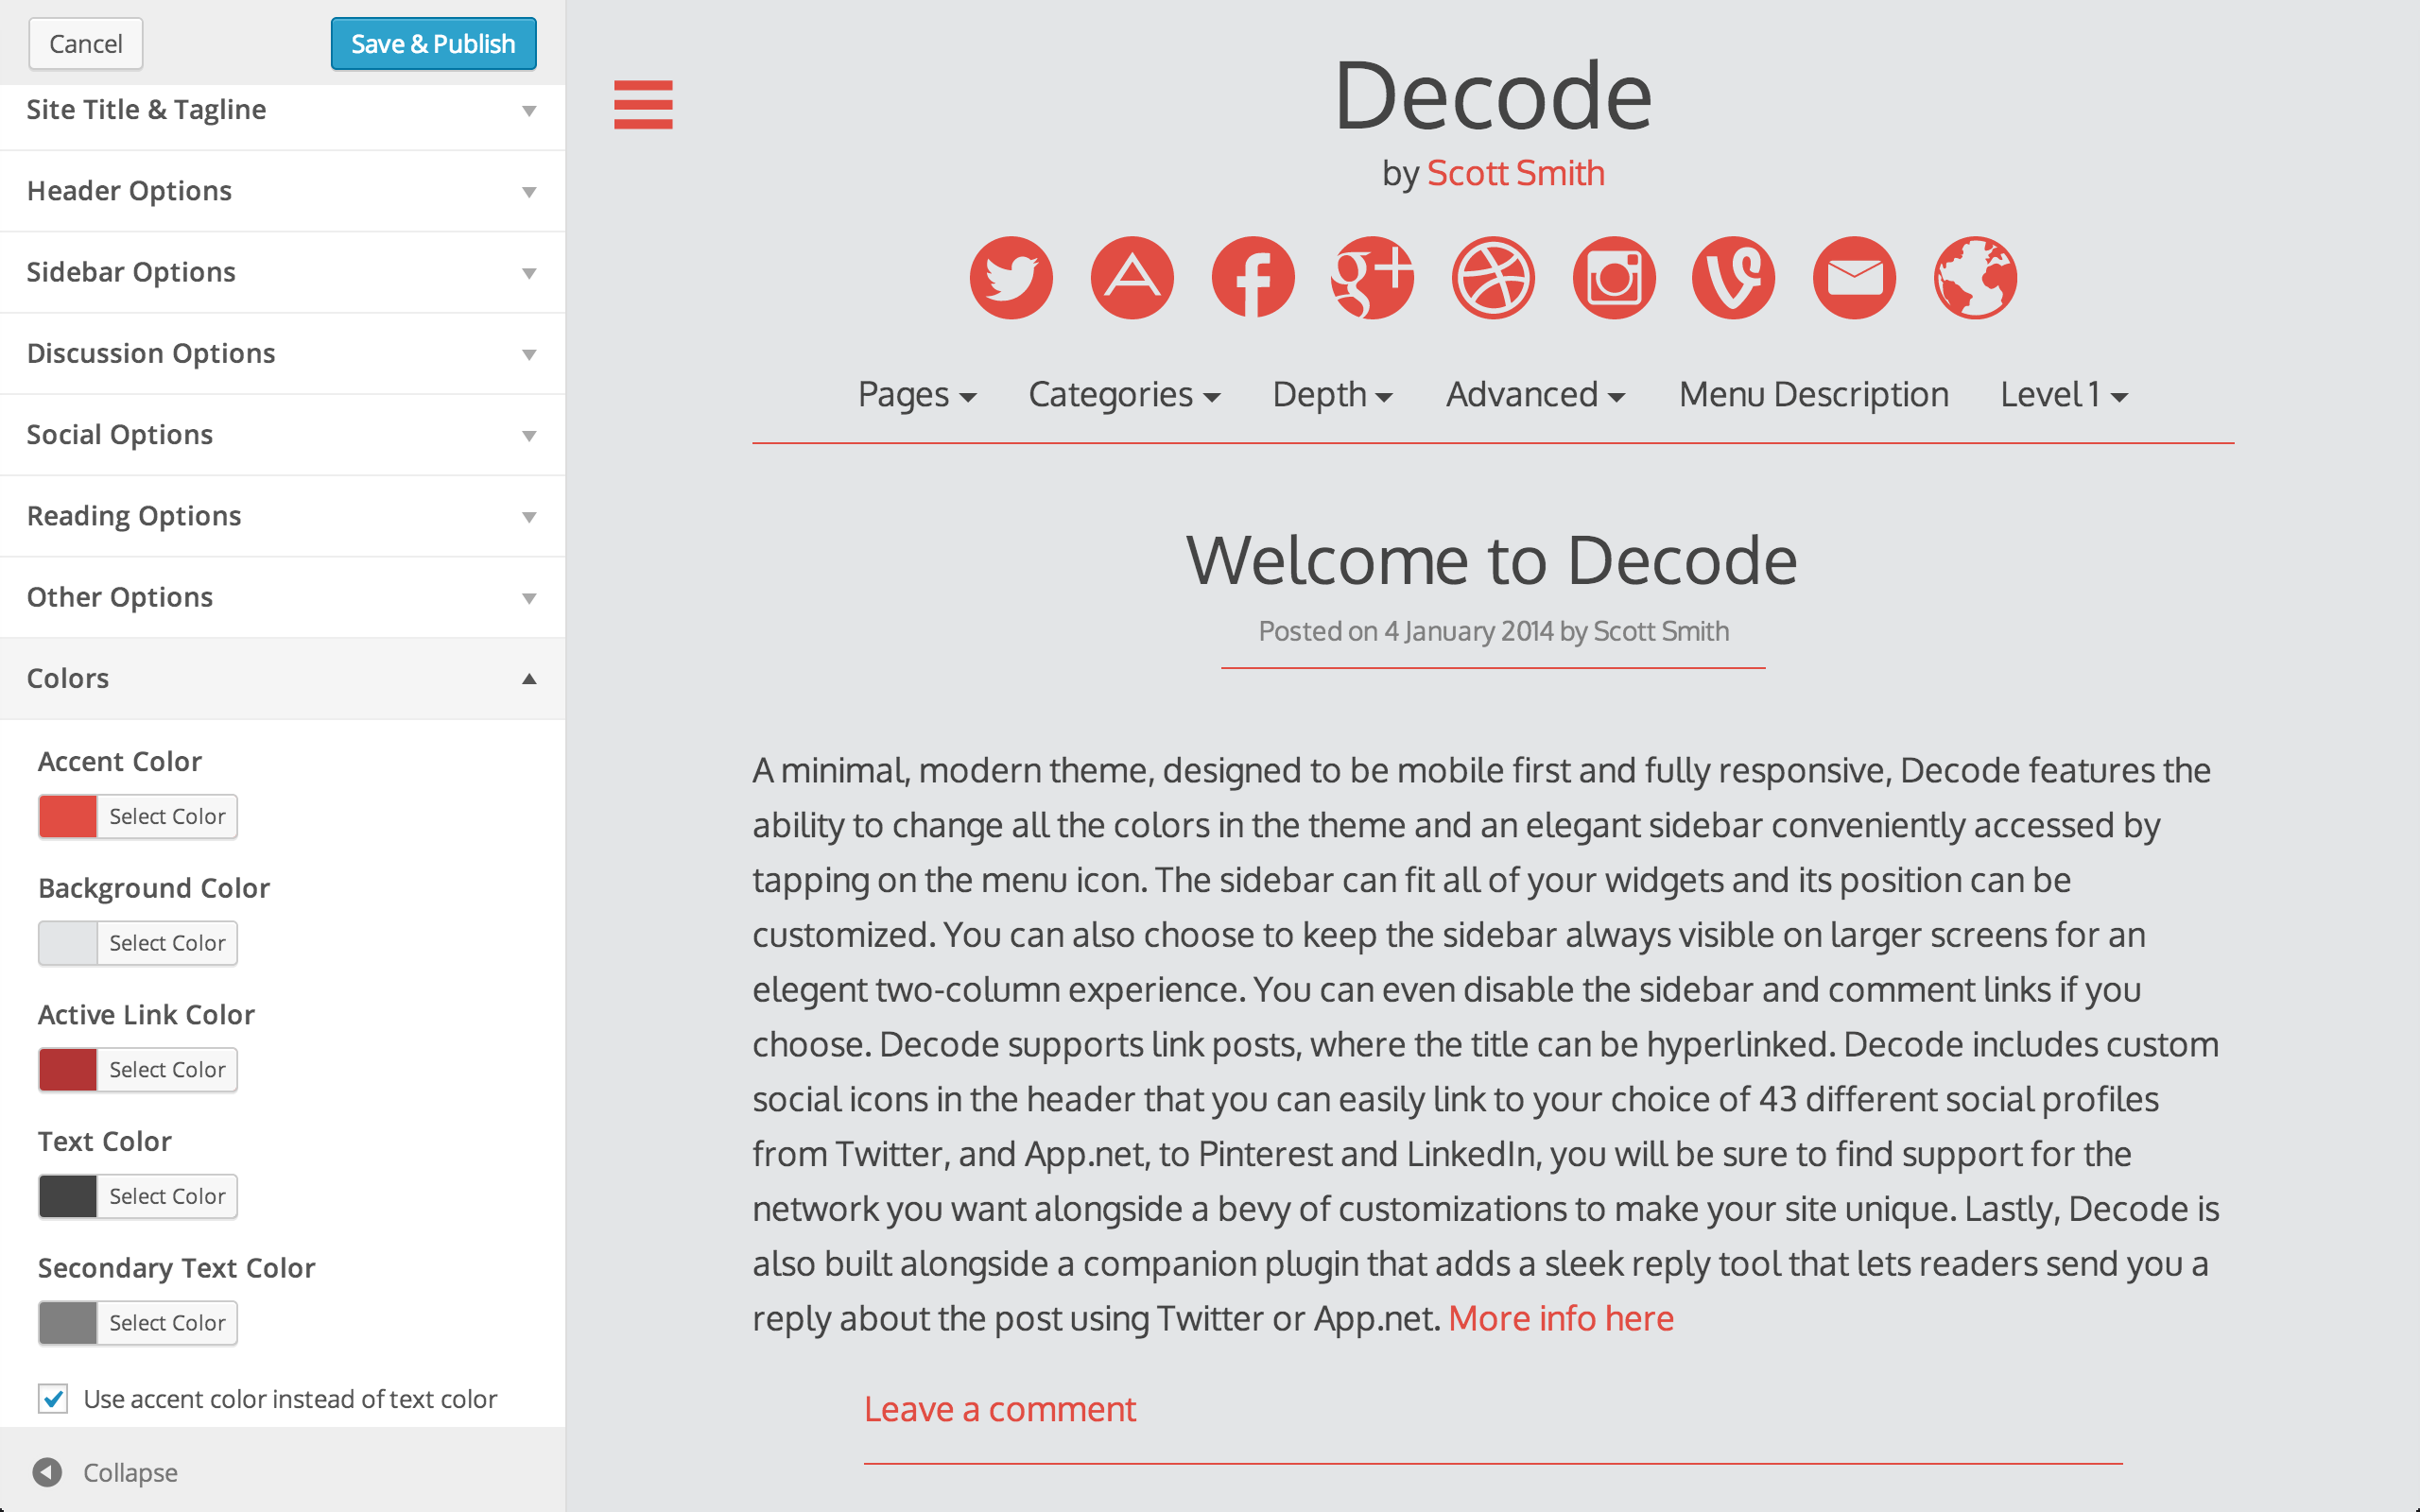 Cancel
Save & Publish
Site Title & Tagline
Header Options
Sidebar Options
Discussion Options
Social Options
Reading Options
Other Options
Colors
Accent Color
Select Color
Background Color
Select Color
Active Link Color
Select Color
Text Color
Select Color
Secondary Text Color
Select Color
Use accent color instead of text color
Collapse
Decode
by Scott Smith
Pages Categories Depth Advanced Menu Description Level 1
Welcome to Decode
Posted on 4 January 2014 by Scott Smith
A minimal, modern theme, designed to be mobile first and fully responsive, Decode features the
ability to change all the colors in the theme and an elegant sidebar conveniently accessed by
tapping on the menu icon. The sidebar can fit all of your widgets and its position can be
customized. You can also choose to keep the sidebar always visible on larger screens for an
elegent two-column experience. You can even disable the sidebar and comment links if you
choose. Decode supports link posts, where the title can be hyperlinked. Decode includes custom
social icons in the header that you can easily link to your choice of 43 different social profiles
from Twitter, and App.net, to Pinterest and LinkedIn, you will be sure to find support for the
network you want alongside a bevy of customizations to make your site unique. Lastly, Decode is
also built alongside a companion plugin that adds a sleek reply tool that lets readers send you a
reply about the post using Twitter or App.net. More info here
Leave a comment